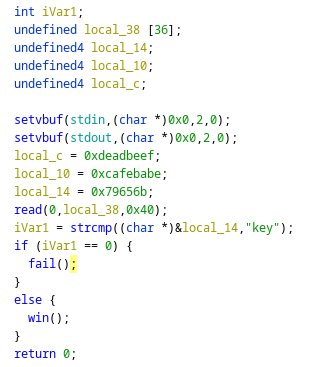 int iVar1;
undefined local_38 [36];
undefined4 local_14;
undefined4 local_10;
undefined4 local_c;
setvbuf(stdin,(char *)0x0,2,0);
setvbuf(stdout,(char *)0x0,2,0);
local_c = 0xdeadbeef;
local_10 = 0xcafebabe;
local_14 = 0x79656b;
read(0,local_38,0x40);
iVar1 = strcmp((char *)&local_14,"key");
if (iVar1 == 0) {
fail();
}
else {
win();
}
return 0;